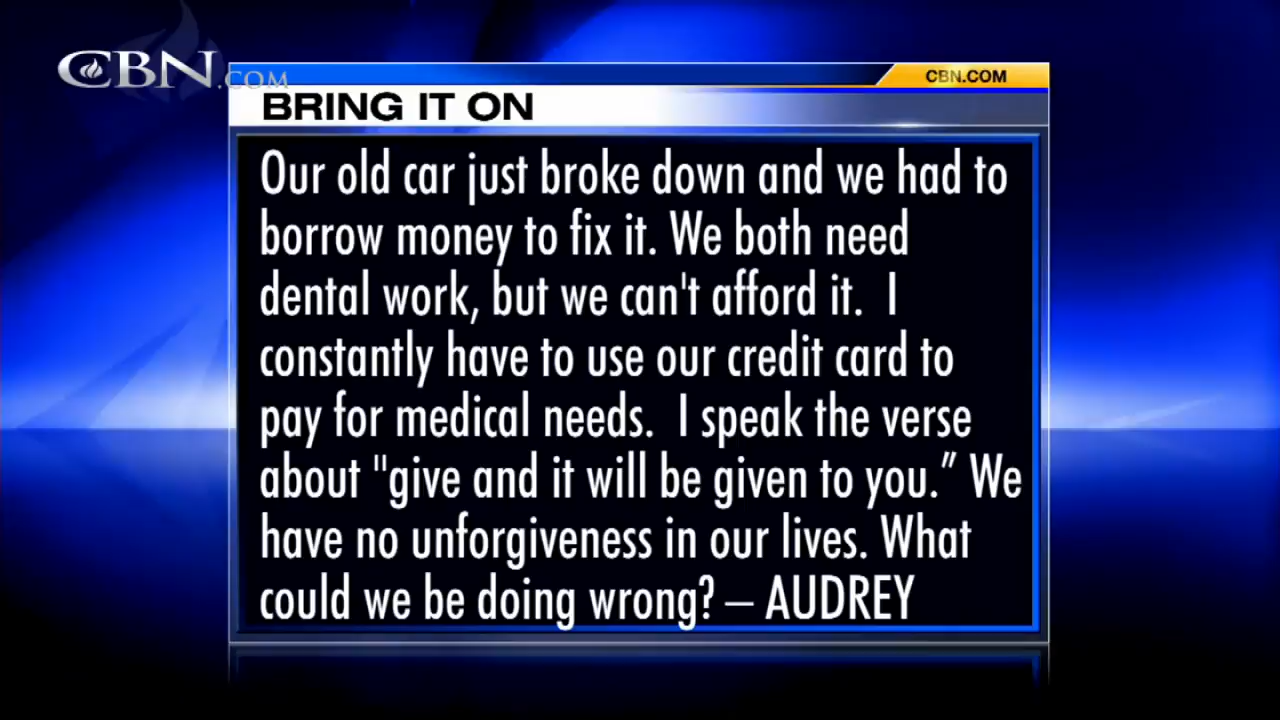 CBN.COM
CBN.COM
BRING IT ON
Our old car just broke down and we had to
borrow money to fix it. We both need
dental work, but we can't afford it.  I
constantly have to use our credit card to
pay for medical needs.  I speak the verse
about "give and it will be given to you.” We
have no unforgiveness in our lives. What
could we be doing wrong? – AUDREY